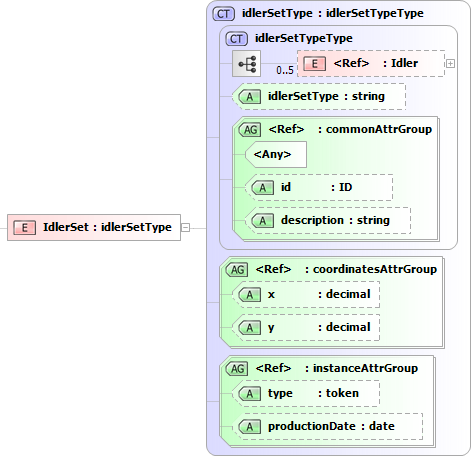 CT idlerSetType : idlerSetTypeType
CT idlerSetTypeType
0..5 E <Ref> : Idler
A idlerSetType : string
AG <Ref> : commonAttrGroup
<Any>
A id : ID
A description : string
E IdlerSet : idlerSetType
AG <Ref> : coordinatesAttrGroup
A x : decimal
A y : decimal
AG <Ref> : instanceAttrGroup
A type : token
A productionDate : date